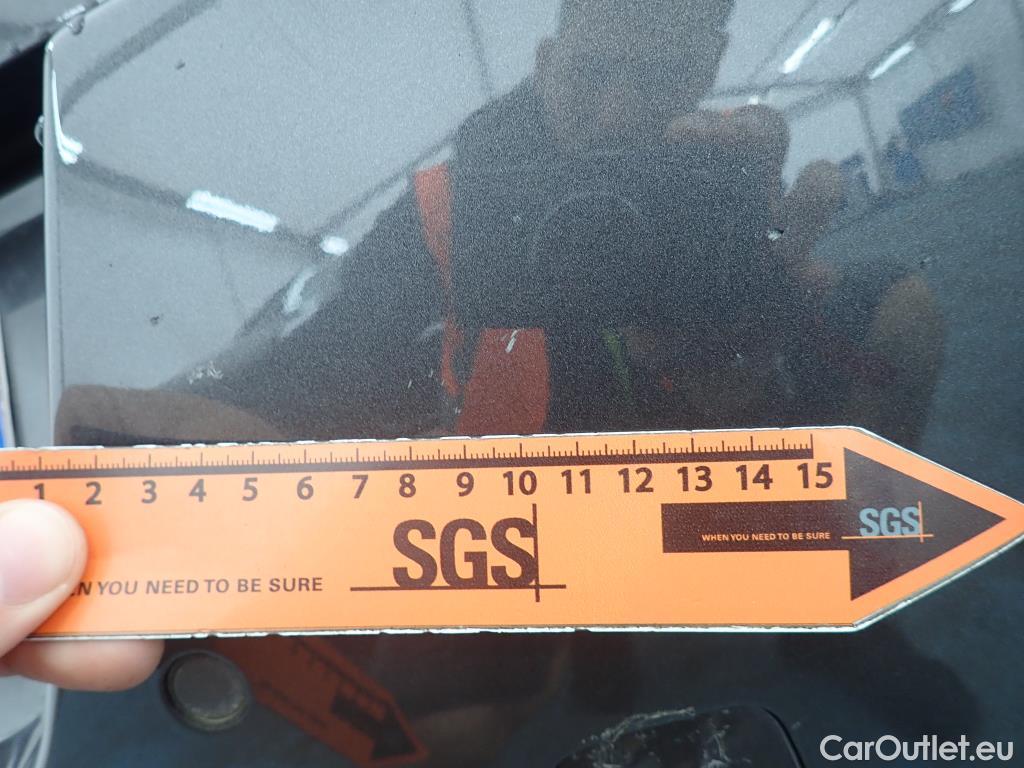 1 2 3 4 5 6 7 8 9 10 11 12 13 14 15
SGS
WHEN YOU NEED TO BE SURE
SGS
N YOU NEED TO BE SURE
CarOutlet.eu